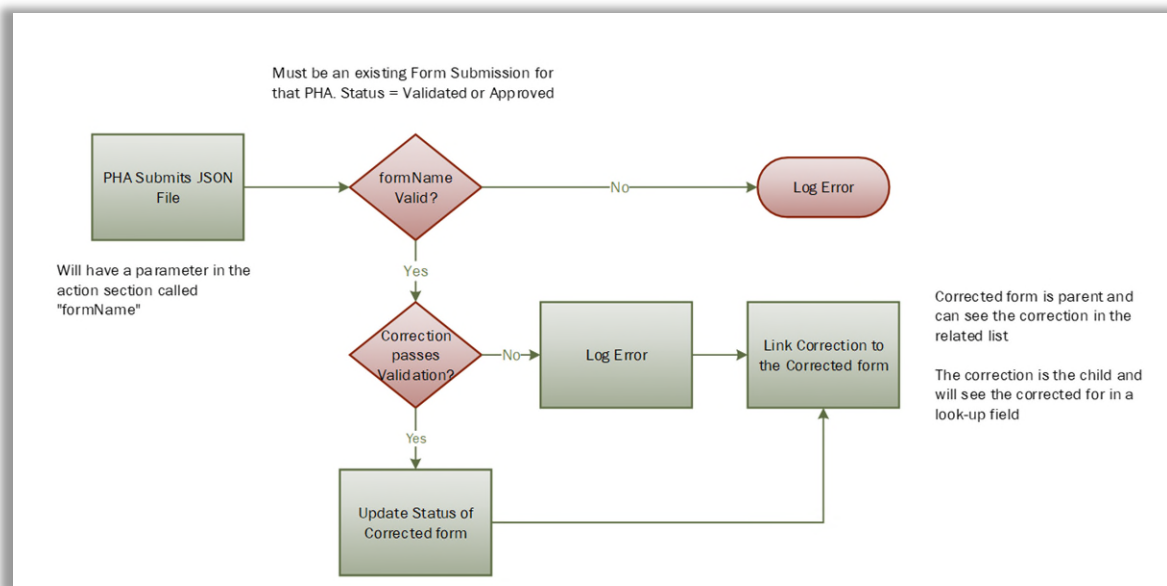 Must be an existing Form Submission for
that PHA. Status = Validated or Approved
PHA Submits JSON
File
formName
Valid?
No
Log Error
Will have a parameter in the
action section called
"formName"
Yes
Correction
passes
Validation?
No
Log Error
Link Correction to
the Corrected form
Corrected form is parent and
can see the correction in the
related list
The correction is the child and
will see the corrected for in a
look-up field
Yes
Update Status of
Corrected form